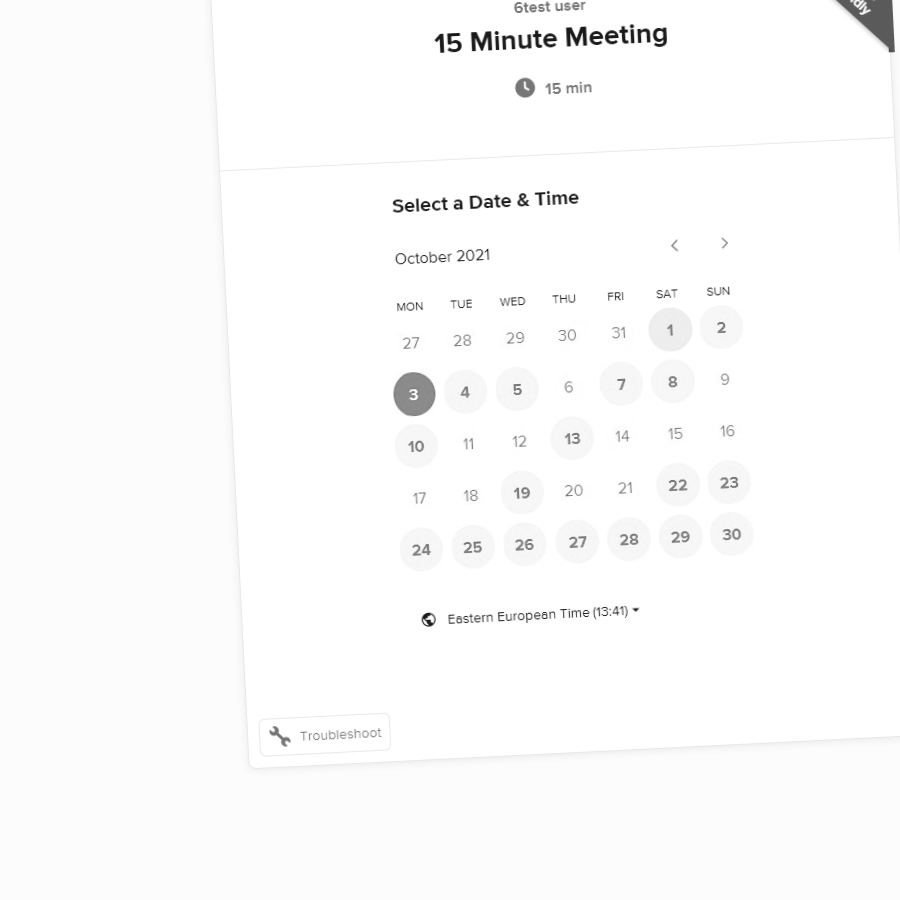 6test user
15 Minute Meeting
15 min
Select a Date & Time
October 2021
MON TUE WED THU FRI SAT SUN
27 28 29 30 31 1 2
3 4 5 6 7 8 9
10 11 12 13 14 15 16
17 18 19 20 21 22 23
24 25 26 27 28 29 30
Eastern European Time (13:41)
Troubleshoot